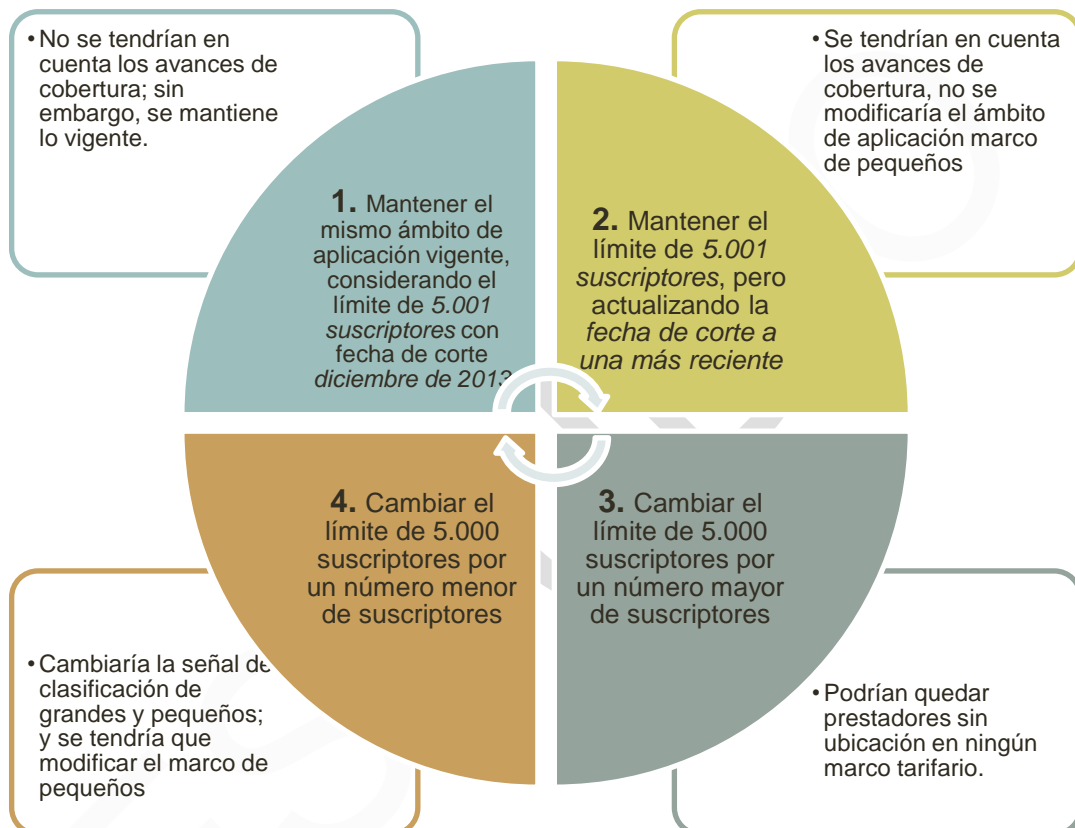 • No se tendrían en
cuenta los avances de
cobertura; sin
embargo, se mantiene
lo vigente.
• Se tendrían en cuenta
los avances de
cobertura, no se
modificaría el ámbito
de aplicación marco
de pequeños
1. Mantener el
mismo ámbito de
aplicación vigente,
considerando el
límite de 5.001
suscriptores con
fecha de corte
diciembre de 2013
2. Mantener el
límite de 5.001
suscriptores, pero
actualizando la
fecha de corte a
una más reciente
4. Cambiar el
límite de 5.000
suscriptores por
un número menor
de suscriptores
3. Cambiar el
límite de 5.000
suscriptores por
un número mayor
de suscriptores
• Cambiaría la señal de
clasificación de
grandes y pequeños;
y se tendría que
modificar el marco de
pequeños
• Podrían quedar
prestadores sin
ubicación en ningún
marco tarifario.